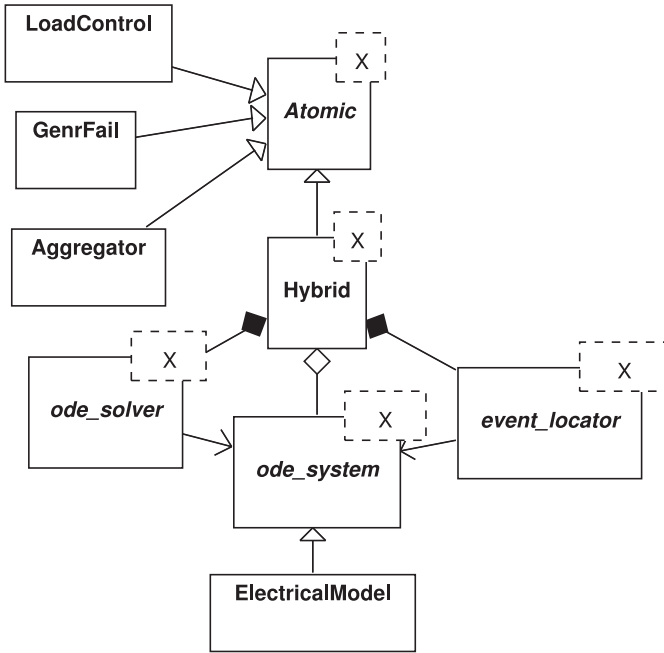 LoadControl
X
Atomic
GenrFail
Aggregator
X
Hybrid
X
ode_solver
X
event_locator
X
ode_system
ElectricalModel